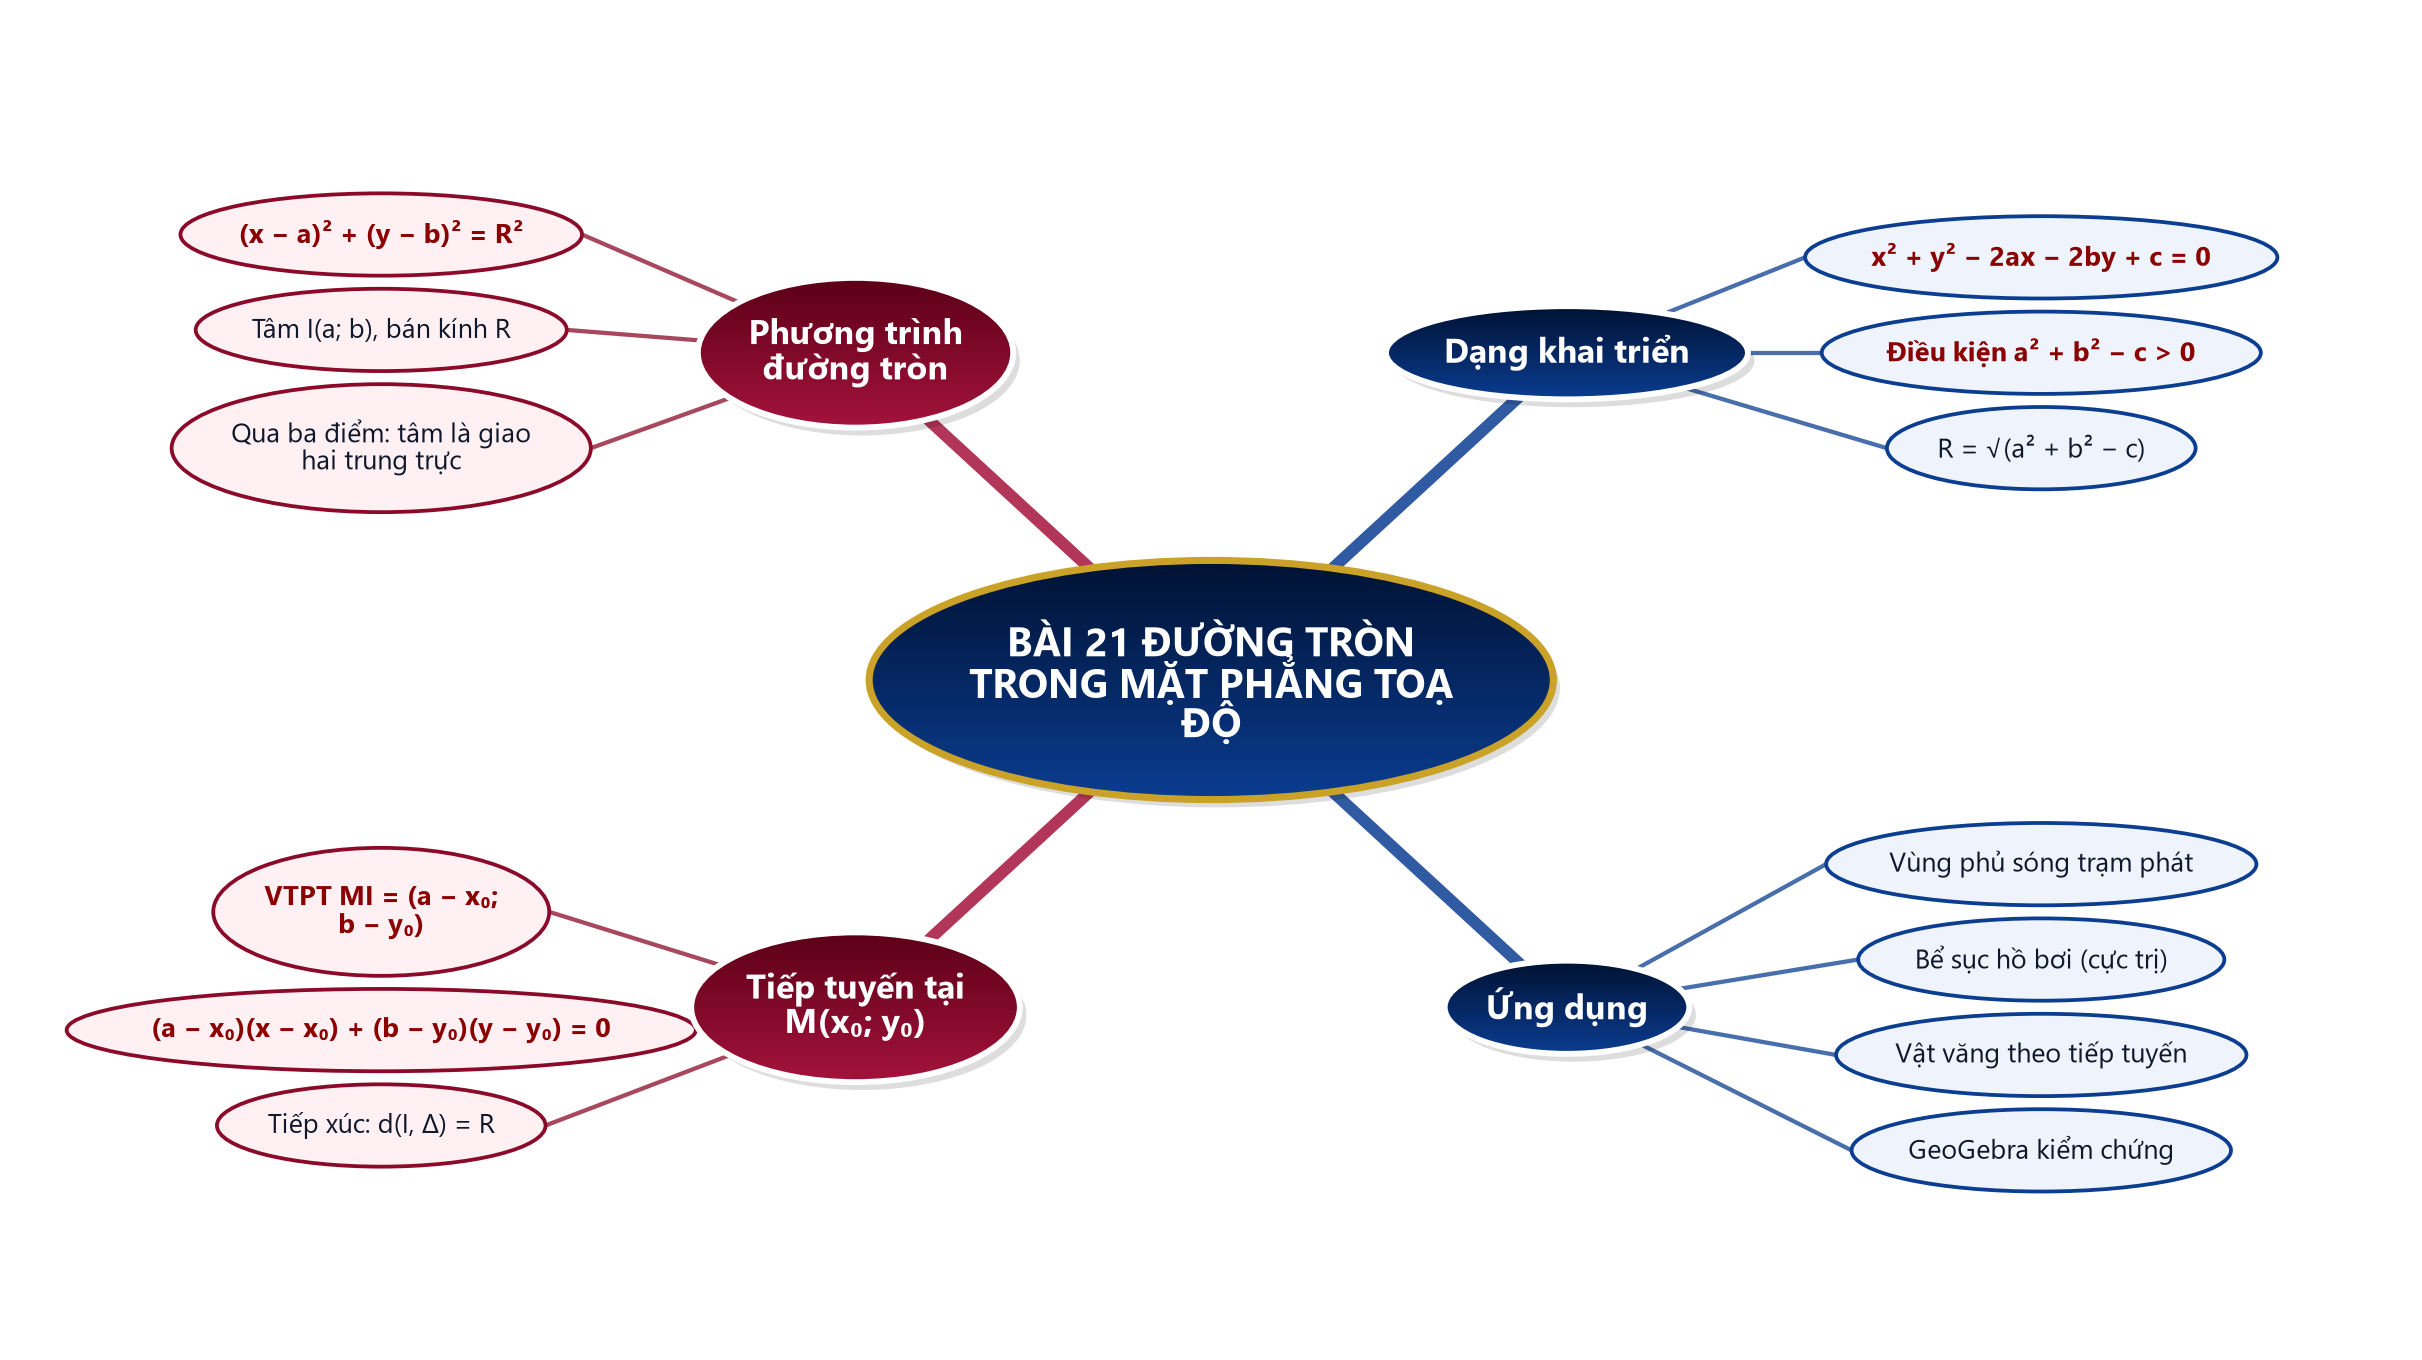 (x − a)² + (y − b)² = R²
Tâm I(a; b), bán kính R
Qua ba điểm: tâm là giao
hai trung trực
Phương trình
đường tròn
Dạng khai triển
x² + y² − 2ax − 2by + c = 0
Điều kiện a² + b² − c > 0
R = √(a² + b² − c)
BÀI 21 ĐƯỜNG TRÒN
TRONG MẶT PHẲNG TOẠ
ĐỘ
VTPT MI = (a − x₀;
b − y₀)
(a − x₀)(x − x₀) + (b − y₀)(y − y₀) = 0
Tiếp xúc: d(I, Δ) = R
Tiếp tuyến tại
M(x₀; y₀)
Ứng dụng
Vùng phủ sóng trạm phát
Bể sục hồ bơi (cực trị)
Vật văng theo tiếp tuyến
GeoGebra kiểm chứng